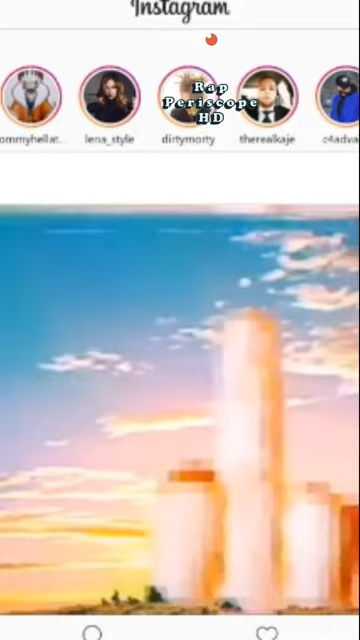 Instagram
Rap
Periscope
HD
ommyhellat...
lena_style
dirtymorty
therealkaje
c4adva